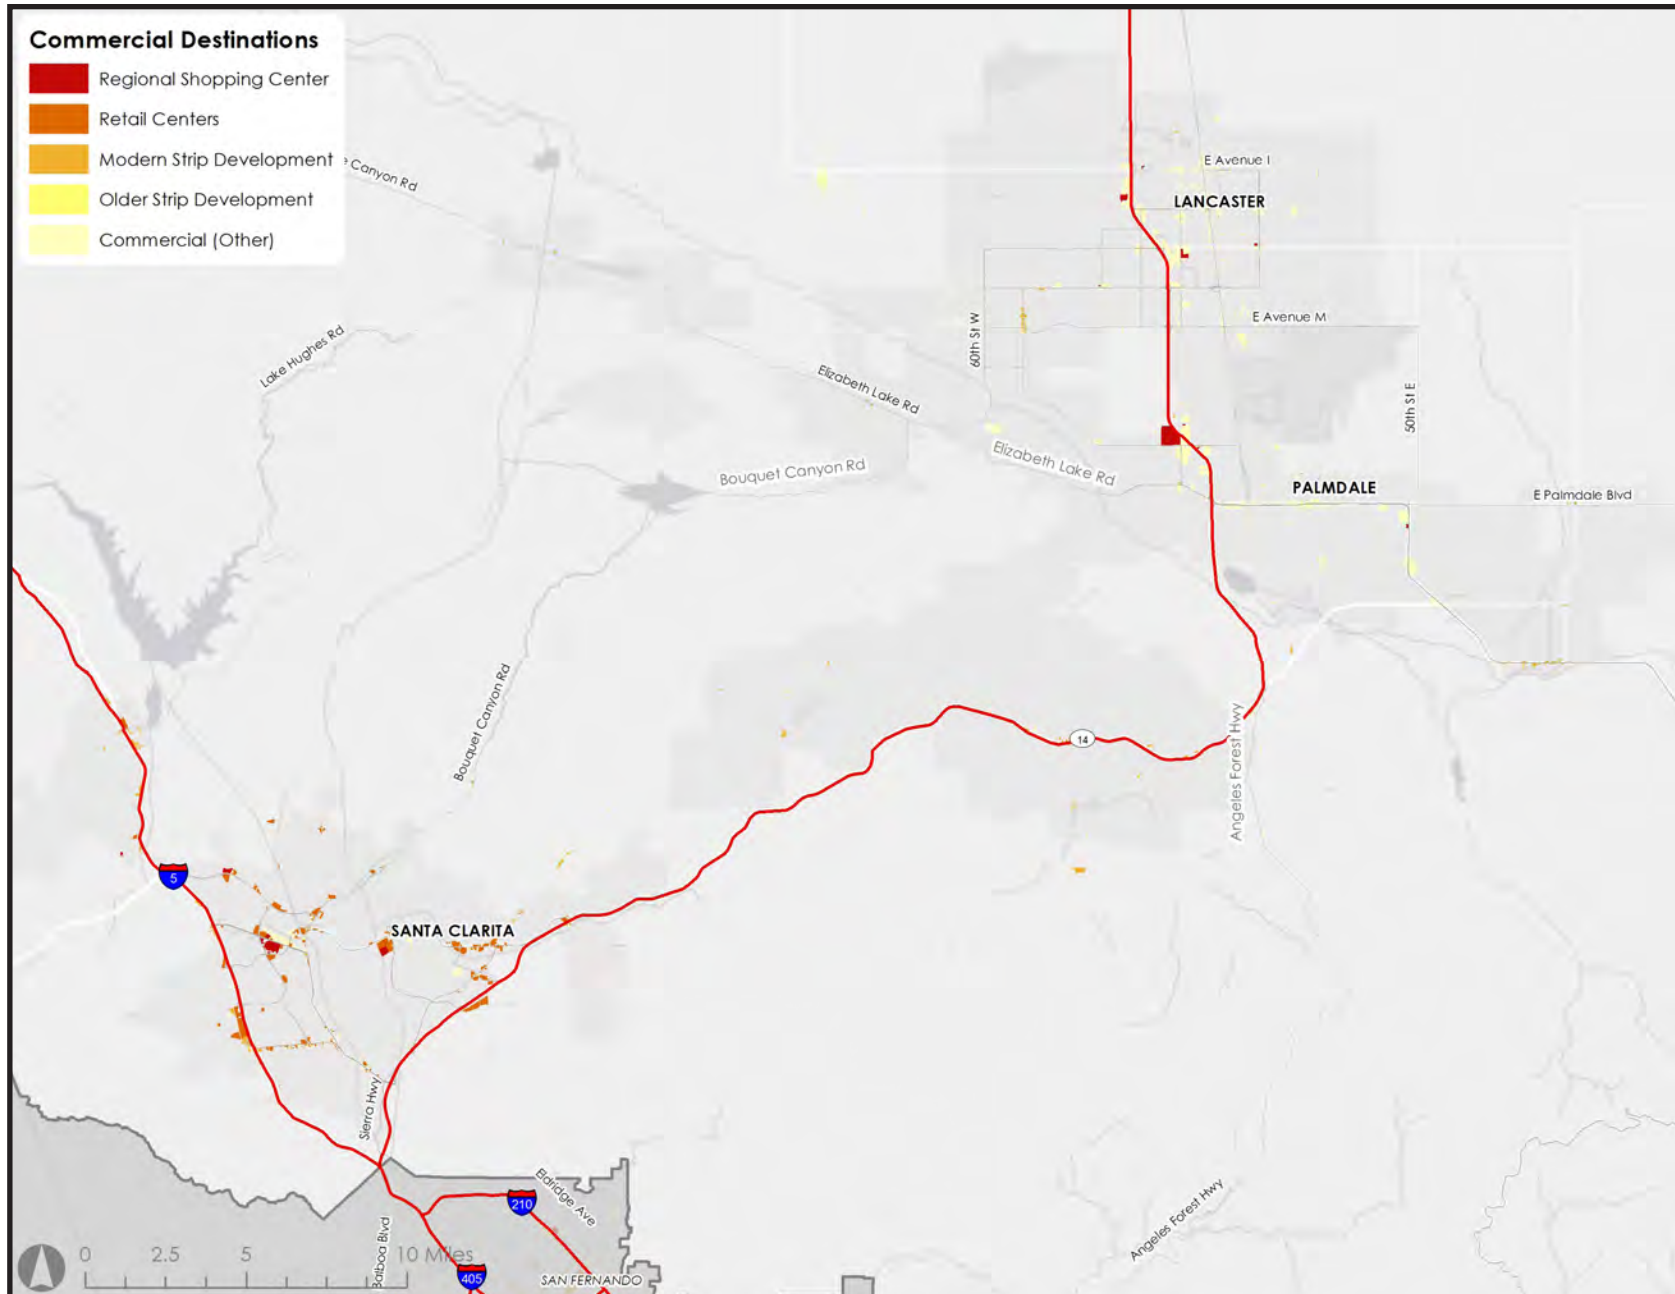 Commercial Destinations
Regional Shopping Center
Retail Centers
Modern Strip Development
Older Strip Development
Commercial (Other)
Canyon Rd
E Avenue I
LANCASTER
E Avenue M
60th St W
Lake Hughes Rd
Elizabeth Lake Rd
50th St E
Elizabeth Lake Rd
Bouquet Canyon Rd
PALMDALE
E Palmdale Blvd
Bouquet Canyon Rd
14
Angeles Forest Hwy
5
SANTA CLARITA
Sierra Hwy
Eldridge Ave
210
Angeles Forest Hwy
Balboa Blvd
0 2.5 5 10 Miles
405
SAN FERNANDO